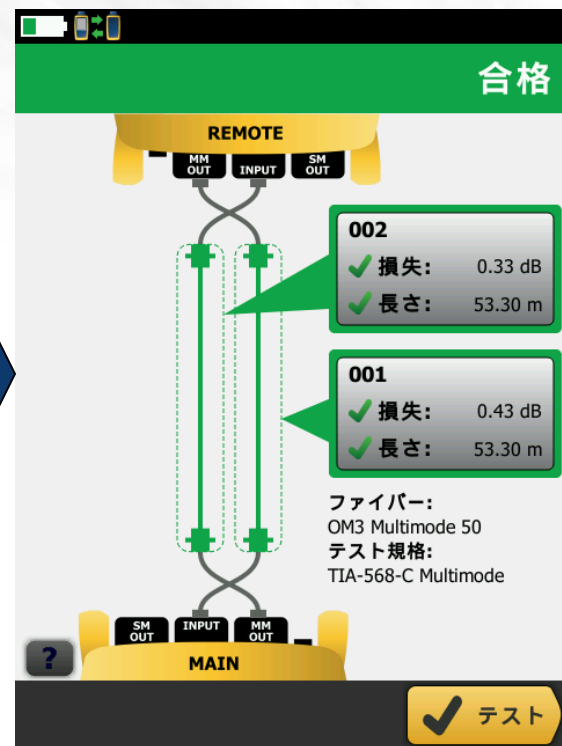 合格
REMOTE
MM OUT
INPUT
SM OUT
002
損失: 0.33 dB
長さ: 53.30 m
001
損失: 0.43 dB
長さ: 53.30 m
ファイバー:
OM3 Multimode 50
テスト規格:
TIA-568-C Multimode
SM OUT
INPUT
MM OUT
?
MAIN
テスト